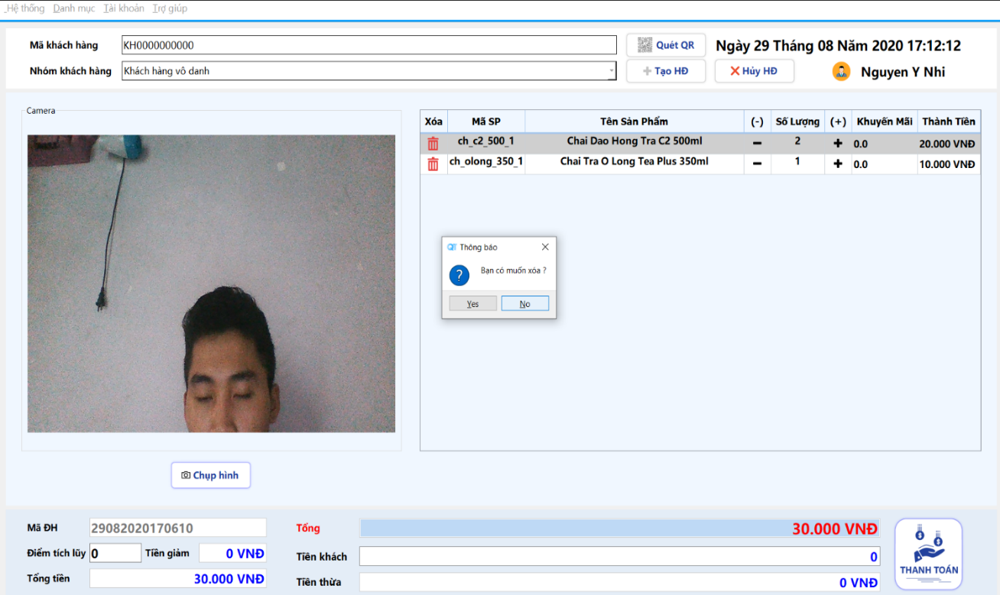 Hệ thống Danh mục Tài khoản Trợ giúp
Mã khách hàng KH0000000000 Quét QR Ngày 29 Tháng 08 Năm 2020 17:12:12
Nhóm khách hàng Khách hàng vô danh Tạo HĐ Hủy HĐ Nguyen Y Nhi
Camera
Xóa Mã SP Tên Sản Phẩm (-) Số Lượng (+) Khuyến Mãi Thành Tiền
ch_c2_500_1 Chai Dao Hong Tra C2 500ml 2 0.0 20.000 VNĐ
ch_olong_350_1 Chai Tra O Long Tea Plus 350ml 1 0.0 10.000 VNĐ
QT Thông báo
Bạn có muốn xóa ?
Yes No
Chụp hình
Mã ĐH 29082020170610 Tổng 30.000 VNĐ
Điểm tích lũy 0 Tiền giảm 0 VNĐ Tiền khách 0
Tổng tiền 30.000 VNĐ Tiền thừa 0 VNĐ
THANH TOÁN